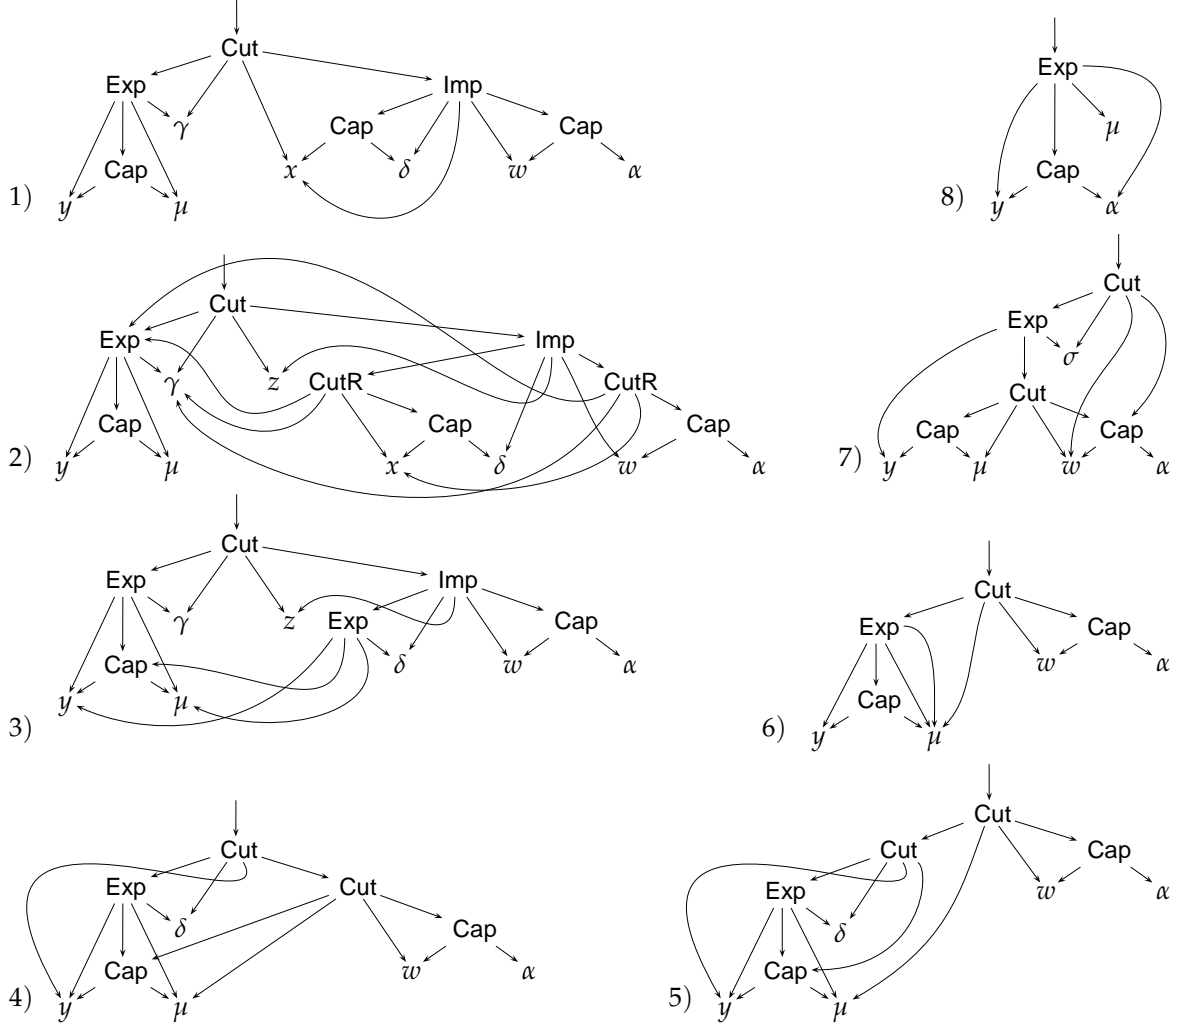 Cut
Exp Imp
γ Cap Cap
Cap x δ w α
1) y μ
Cut
Exp Imp
γ z CutR CutR
Cap Cap Cap
2) y μ x δ w α
Cut
Exp Imp
γ z Exp Cap
Cap δ w α
3) y μ
Cut
Exp Cut
δ Cap
Cap w α
4) y μ
Exp
μ
Cap
8) y α
Cut
Exp
σ
Cut
Cap Cap
7) y μ w α
Cut
Exp Cap
w α
Cap
6) y μ
Cut
Cut Cap
Exp w α
δ
Cap
5) y μ